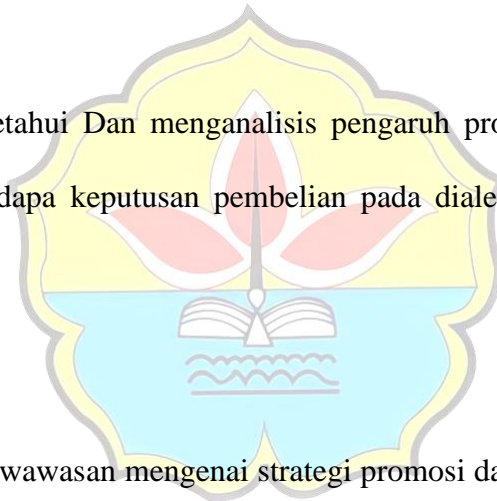 etahui Dan menganalisis pengaruh pro
dapa keputusan pembelian pada diale
wawasan mengenai strategi promosi da